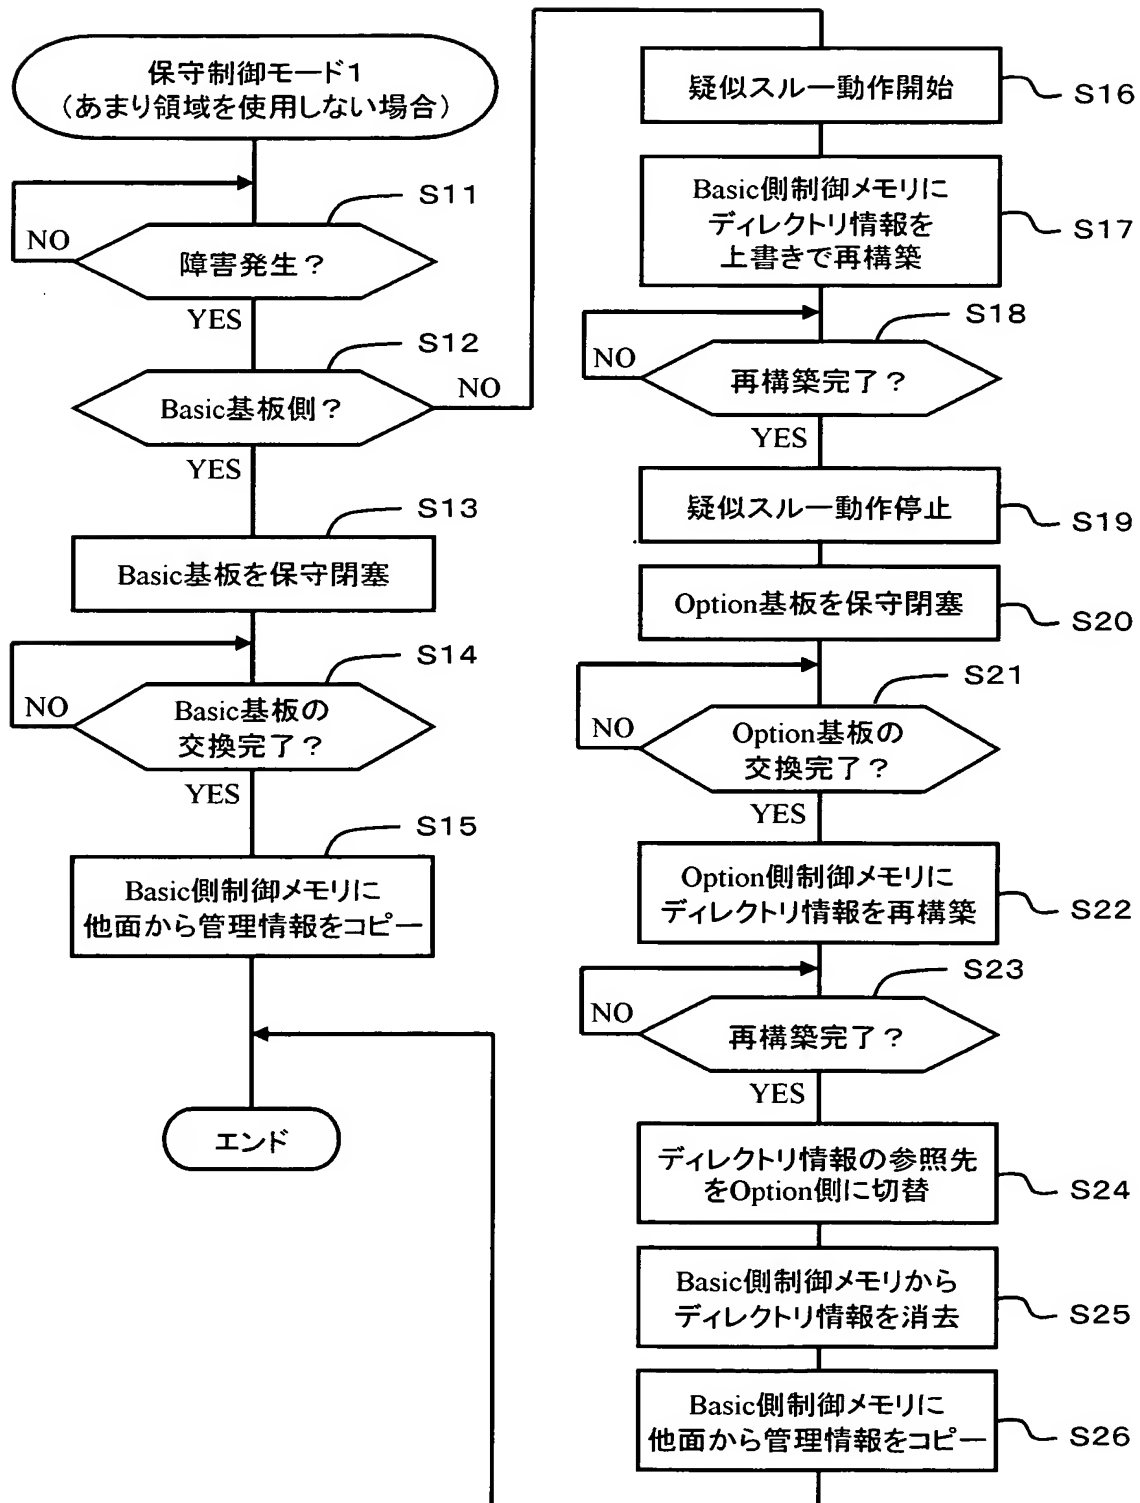 保守制御モード1
(あまり領域を使用しない場合)
S11
NO
障害発生?
YES
S12
NO
Basic基板側?
YES
S13
Basic基板を保守閉塞
S14
NO
Basic基板の
交換完了?
YES
S15
Basic側制御メモリに
他面から管理情報をコピー
エンド
疑似スルー動作開始
S16
Basic側制御メモリに
ディレクトリ情報を
上書きで再構築
S17
S18
NO
再構築完了?
YES
疑似スルー動作停止
S19
Option基板を保守閉塞
S20
S21
NO
Option基板の
交換完了?
YES
Option側制御メモリに
ディレクトリ情報を再構築
S22
S23
NO
再構築完了?
YES
ディレクトリ情報の参照先
をOption側に切替
S24
Basic側制御メモリから
ディレクトリ情報を消去
S25
Basic側制御メモリに
他面から管理情報をコピー
S26